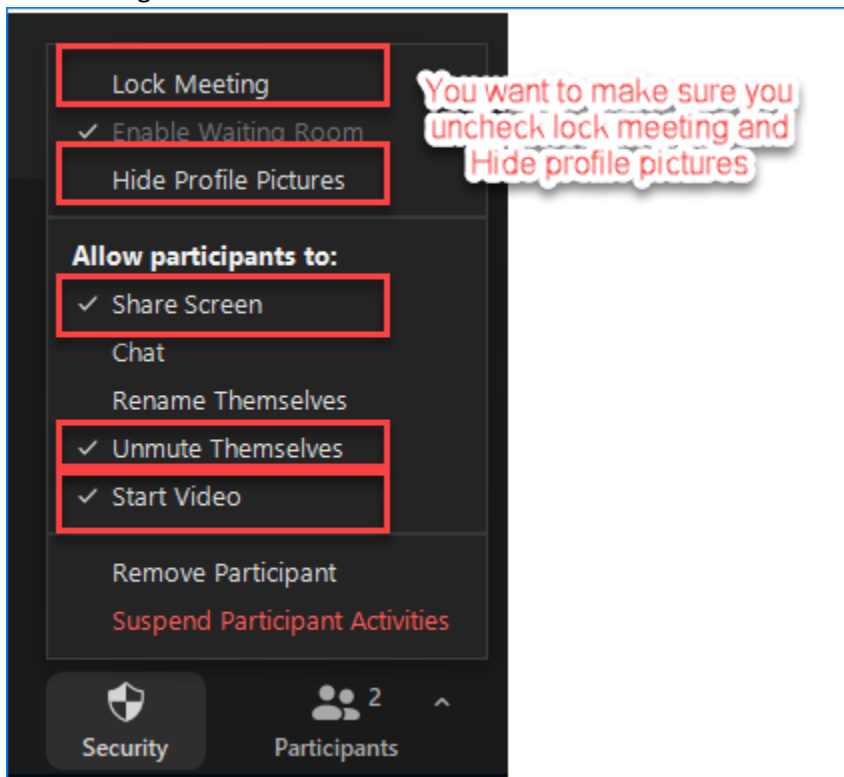 Lock Meeting
You want to make sure you
uncheck lock meeting and
Hide profile pictures
Enable Waiting Room
Hide Profile Pictures
Allow participants to:
Share Screen
Chat
Rename Themselves
Unmute Themselves
Start Video
Remove Participant
Suspend Participant Activities
2
Security
Participants